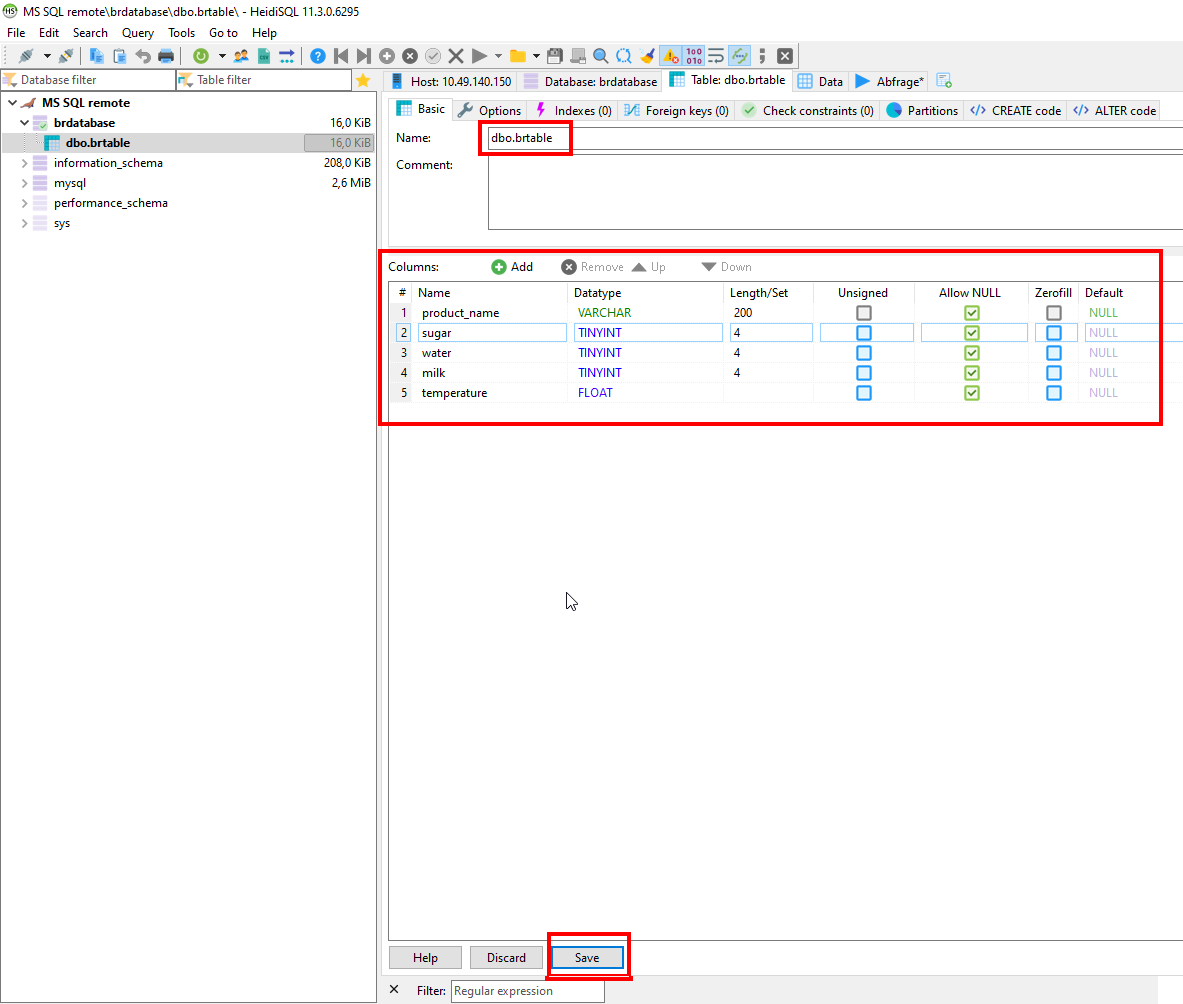 MS SQL remote\brdatabase\dbo.brtable\ - HeidiSQL 11.3.0.6295
File Edit Search Query Tools Go to Help
Database filter Table filter
Host: 10.49.140.150 Database: brdatabase Table: dbo.brtable Data Abfrage*
MS SQL remote
brdatabase 16,0 KiB
dbo.brtable 16,0 KiB
information_schema 208,0 KiB
mysql 2,6 MiB
performance_schema
sys
Basic Options Indexes (0) Foreign keys (0) Check constraints (0) Partitions CREATE code ALTER code
Name: dbo.brtable
Comment:
Columns: Add Remove Up Down
# Name Datatype Length/Set Unsigned Allow NULL Zerofill Default
1 product_name VARCHAR 200 NULL
2 sugar TINYINT 4 NULL
3 water TINYINT 4 NULL
4 milk TINYINT 4 NULL
5 temperature FLOAT NULL
Help Discard Save
Filter: Regular expression